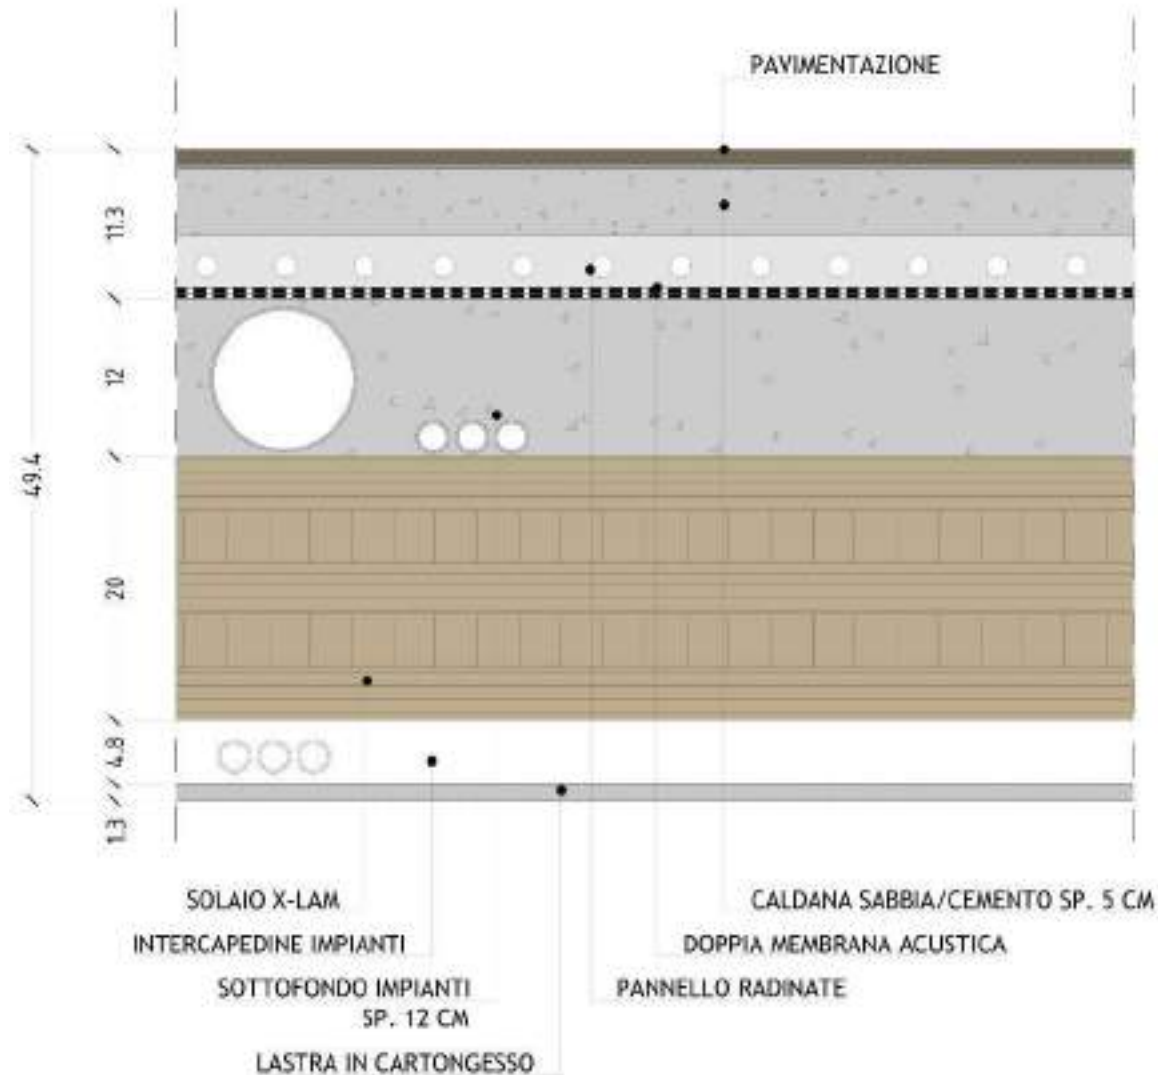 PAVIMENTAZIONE
11.3
12
49.4
20
4.8
1.3
SOLAIO X-LAM
INTERCAPEDINE IMPIANTI
SOTTOFONDO IMPIANTI
SP. 12 CM
LASTRA IN CARTONGESSO
CALDANA SABBIA/CEMENTO SP. 5 CM
DOPPIA MEMBRANA ACUSTICA
PANNELLO RADINATE